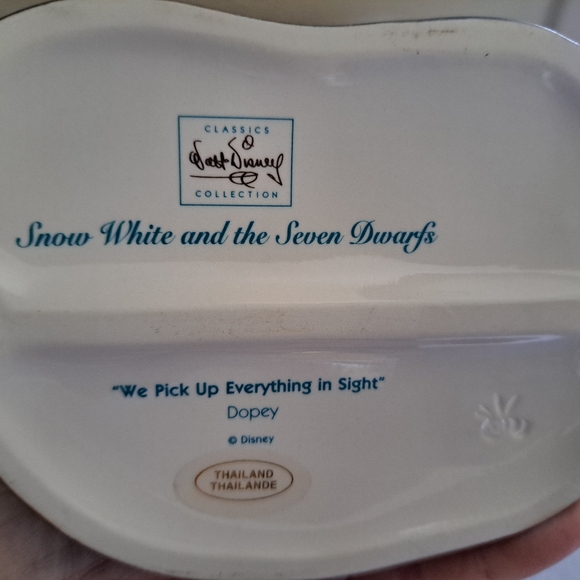 CLASSICS
Walt Disney
COLLECTION
Snow White and the Seven Dwarfs
"We Pick Up Everything in Sight"
Dopey
© Disney
THAILAND
THAILANDE